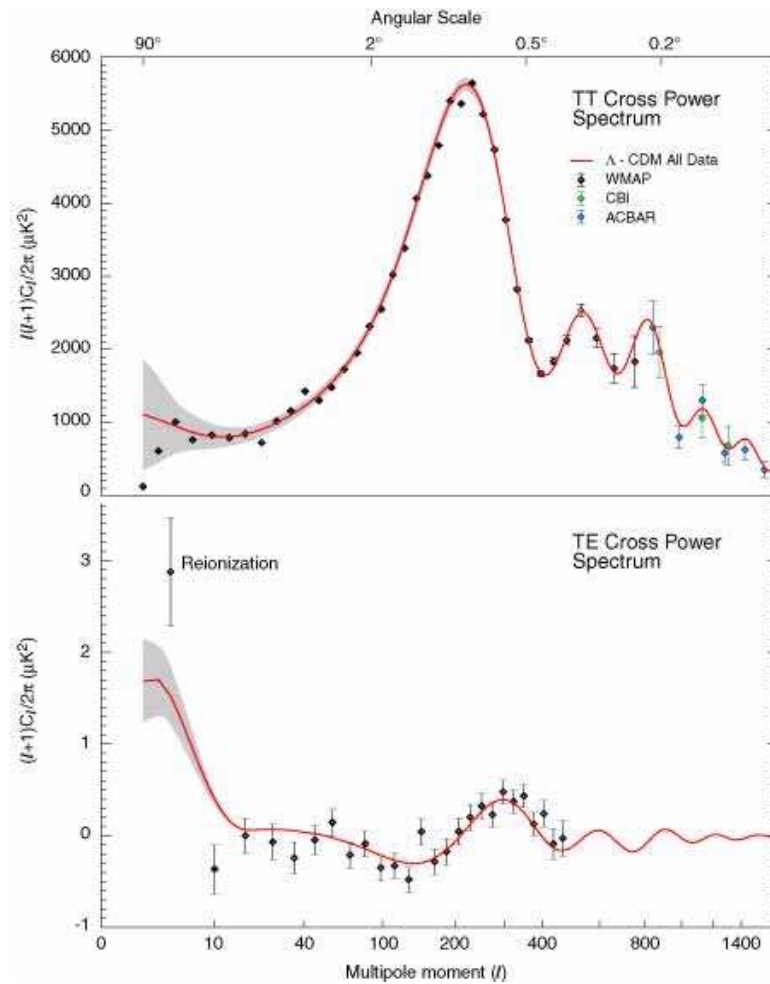 Angular Scale
90° 2° 0.5° 0.2°
6000
5000
4000
3000
2000
1000
0
l(l+1)Cl/2π (μK²)
TT Cross Power
Spectrum
Λ - CDM All Data
WMAP
CBI
ACBAR
3
2
1
0
-1
(l+1)Cl/2π (μK²)
Reionization
TE Cross Power
Spectrum
0 10 40 100 200 400 800 1400
Multipole moment (l)